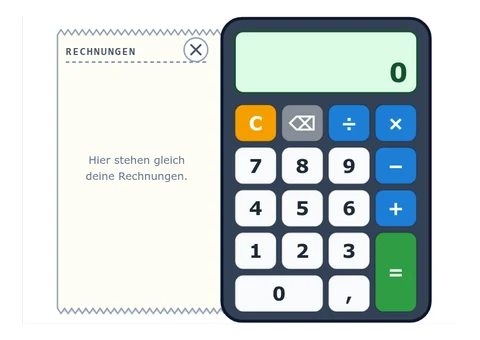 RECHNUNGEN
Hier stehen gleich
deine Rechnungen.
0
C ⌫ ÷ ×
7 8 9 −
4 5 6 +
1 2 3 =
0 ,